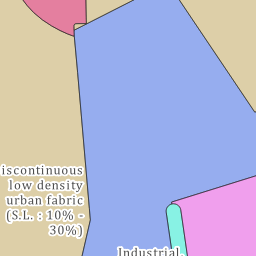 iscontinuous
low density
urban fabric
(S.L. : 10% -
30%)
Industrial,